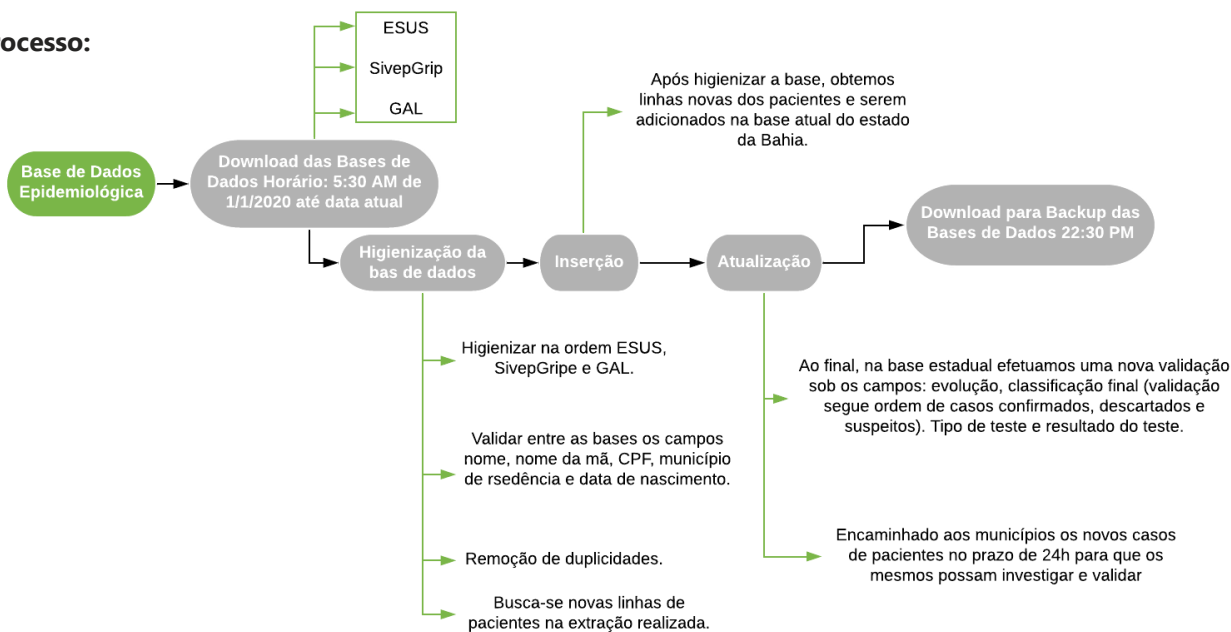 rocesso:
ESUS
SivepGrip
GAL
Base de Dados
Epidemiológica
Download das Bases de
Dados Horário: 5:30 AM de
1/1/2020 até data atual
Após higienizar a base, obtemos
linhas novas dos pacientes e serem
adicionados na base atual do estado
da Bahia.
Higienização da
bas de dados
Inserção
Atualização
Download para Backup das
Bases de Dados 22:30 PM
Higienizar na ordem ESUS,
SivepGripe e GAL.
Validar entre as bases os campos
nome, nome da mã, CPF, município
de rsedência e data de nascimento.
Remoção de duplicidades.
Busca-se novas linhas de
pacientes na extração realizada.
Ao final, na base estadual efetuamos uma nova validação
sob os campos: evolução, classificação final (validação
segue ordem de casos confirmados, descartados e
suspeitos). Tipo de teste e resultado do teste.
Encaminhado aos municípios os novos casos
de pacientes no prazo de 24h para que os
mesmos possam investigar e validar